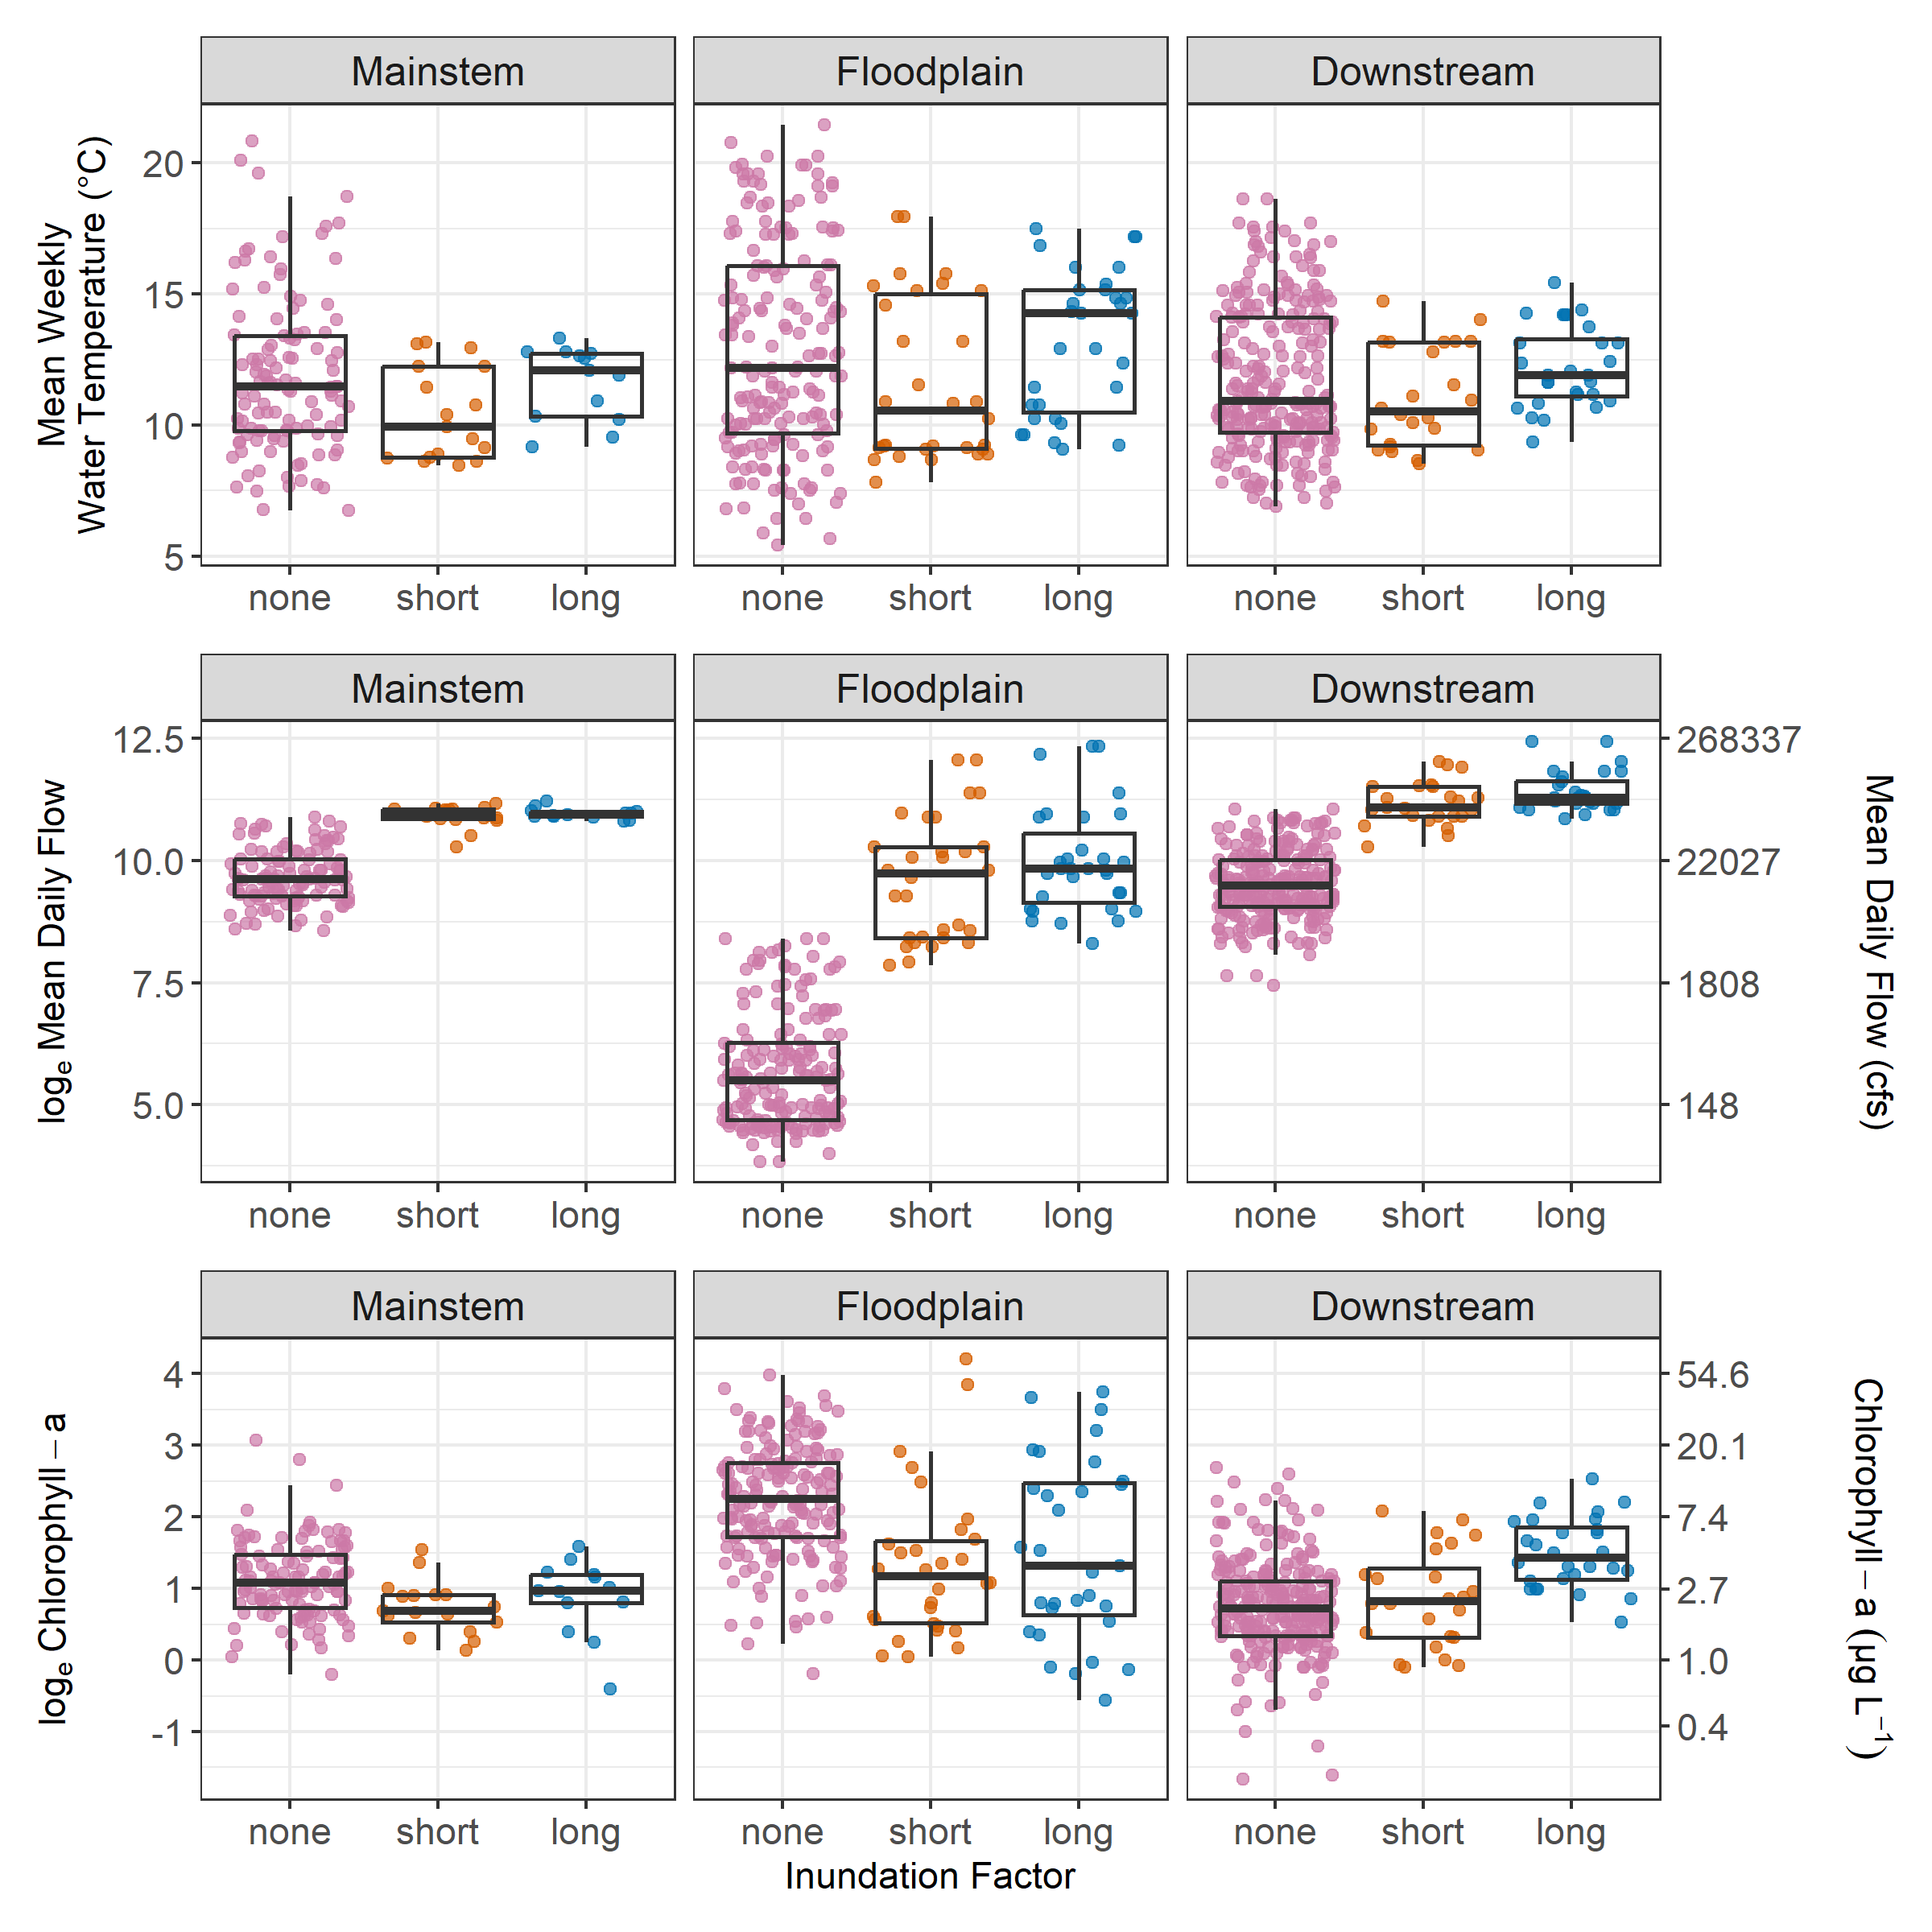 Mainstem Floodplain Downstream
Mean Weekly
Water Temperature (°C)
20
15
10
5
none short long none short long none short long
Mainstem Floodplain Downstream
logₑ Mean Daily Flow
12.5
10.0
7.5
5.0
268337
22027
1808
148
Mean Daily Flow (cfs)
none short long none short long none short long
Mainstem Floodplain Downstream
logₑ Chlorophyll−a
4
3
2
1
0
-1
54.6
20.1
7.4
2.7
1.0
0.4
Chlorophyll−a (µg L⁻¹)
none short long none short long none short long
Inundation Factor